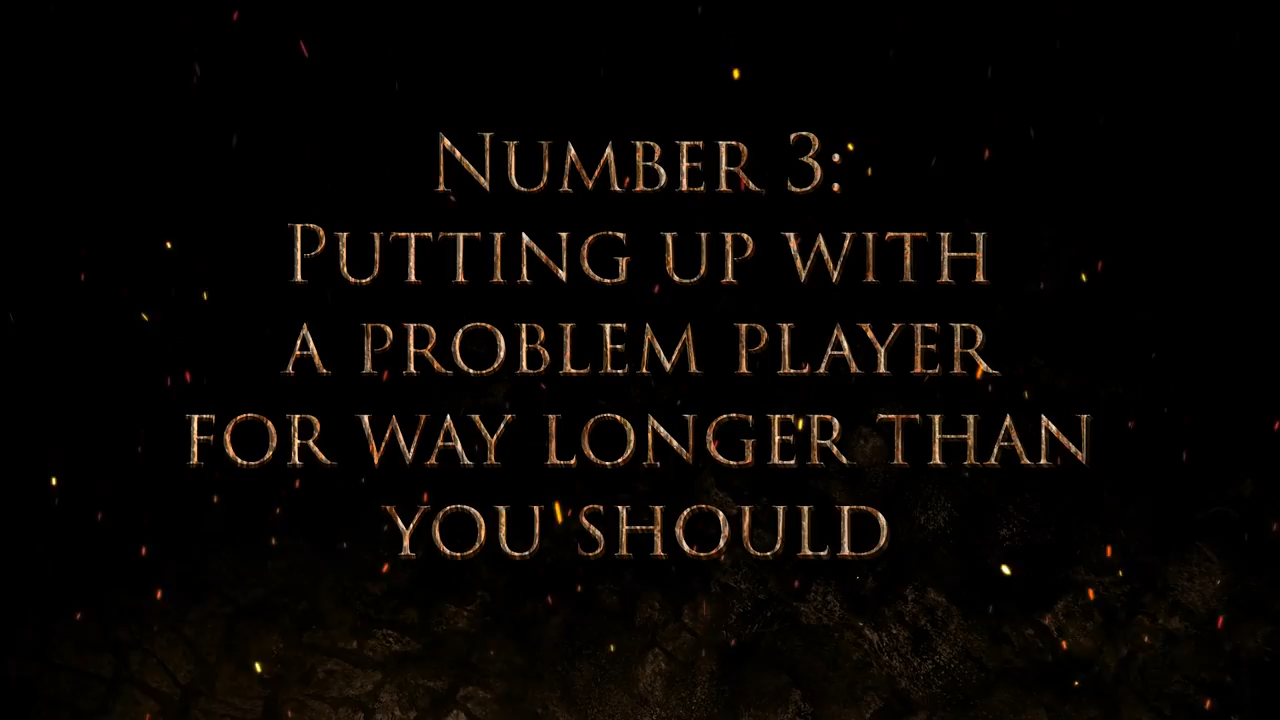 Number 3:
Putting up with
a problem player
for way longer than
you should